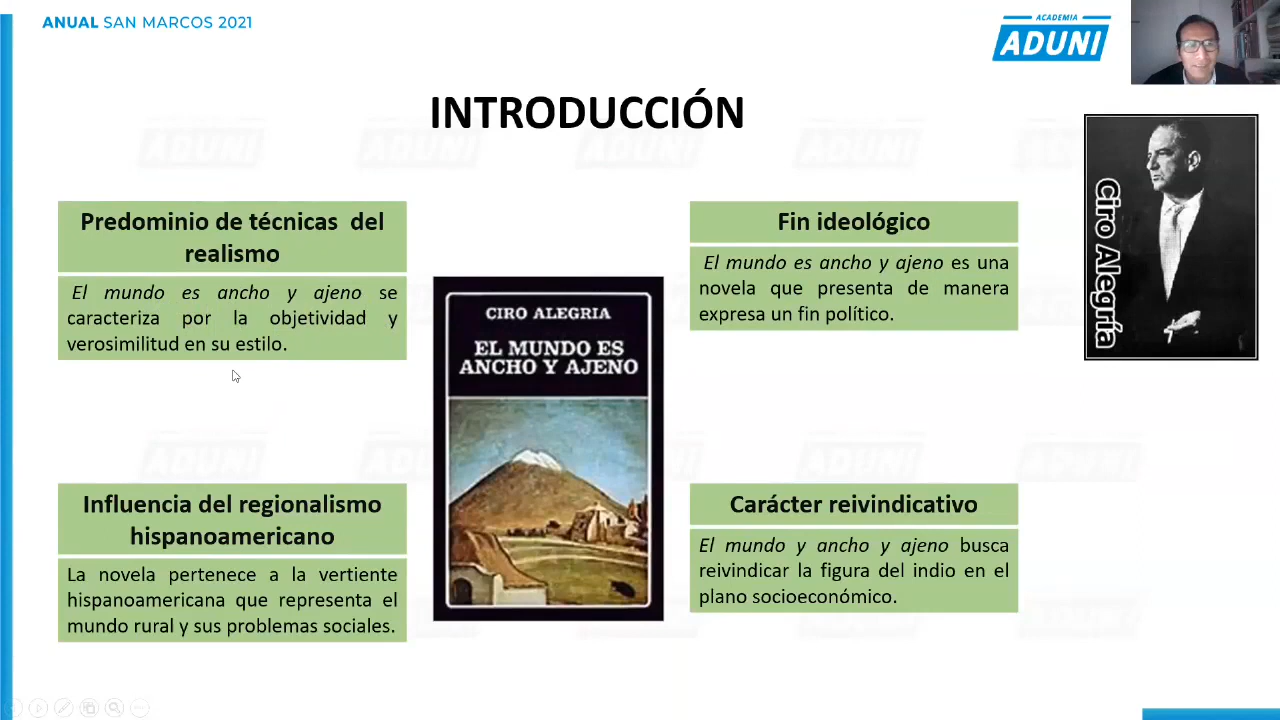 ANUAL SAN MARCOS 2021
ACADEMIA
ADUNI
INTRODUCCIÓN
Predominio de técnicas del
realismo
El mundo es ancho y ajeno se
caracteriza por la objetividad y
verosimilitud en su estilo.
Influencia del regionalismo
hispanoamericano
La novela pertenece a la vertiente
hispanoamericana que representa el
mundo rural y sus problemas sociales.
CIRO ALEGRIA
EL MUNDO ES
ANCHO Y AJENO
Fin ideológico
El mundo es ancho y ajeno es una
novela que presenta de manera
expresa un fin político.
Carácter reivindicativo
El mundo y ancho y ajeno busca
reivindicar la figura del indio en el
plano socioeconómico.
Ciro Alegría